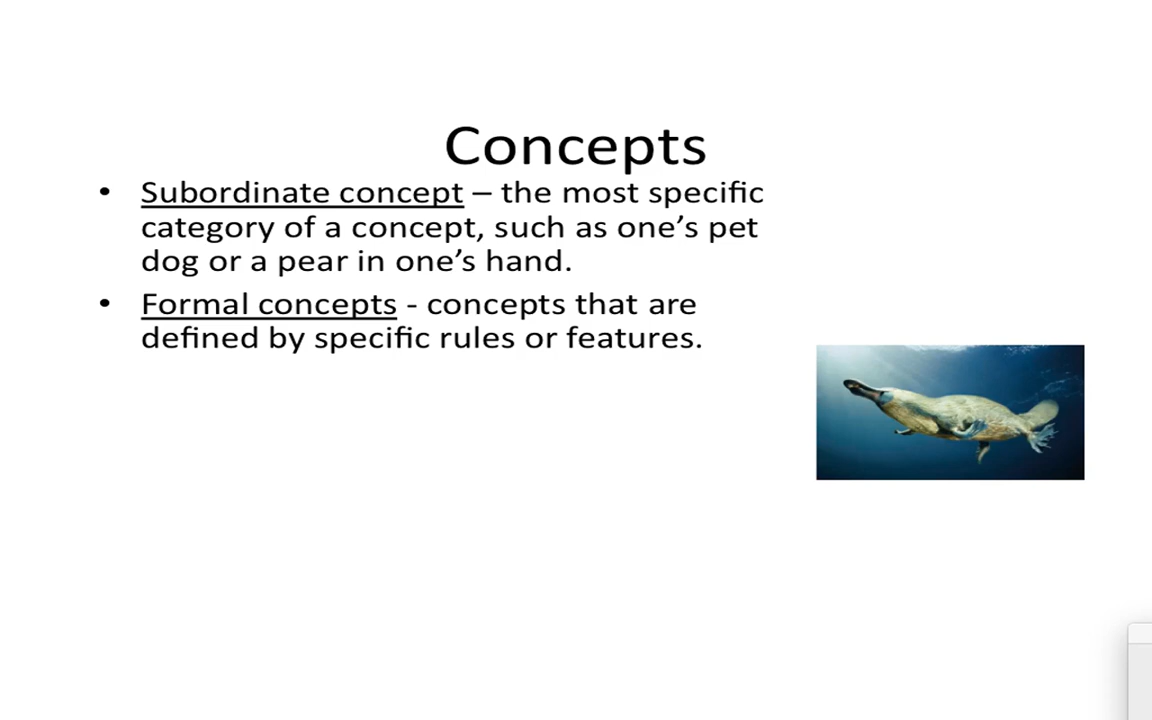 Concepts
• Subordinate concept – the most specific
category of a concept, such as one’s pet
dog or a pear in one’s hand.
• Formal concepts - concepts that are
defined by specific rules or features.